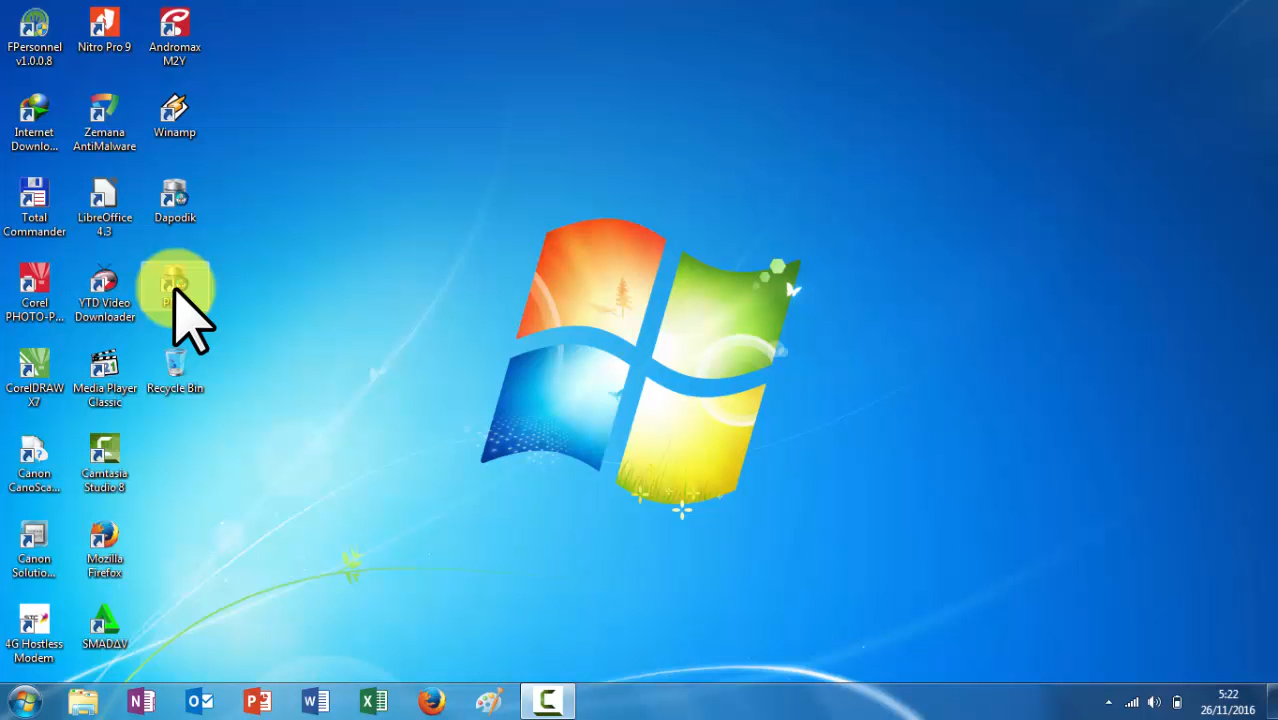 FPersonnel
v1.0.0.8
Nitro Pro 9
Andromax
M2Y
Internet
Downlo...
Zemana
AntiMalware
Winamp
Total
Commander
LibreOffice
4.3
Dapodik
Corel
PHOTO-P...
YTD Video
Downloader
CorelDRAW
X7
Media Player
Classic
Recycle Bin
Canon
CanoSca...
Camtasia
Studio 8
Canon
Solutio...
Mozilla
Firefox
4G Hostless
Modem
SMADΔV
5:22
26/11/2016